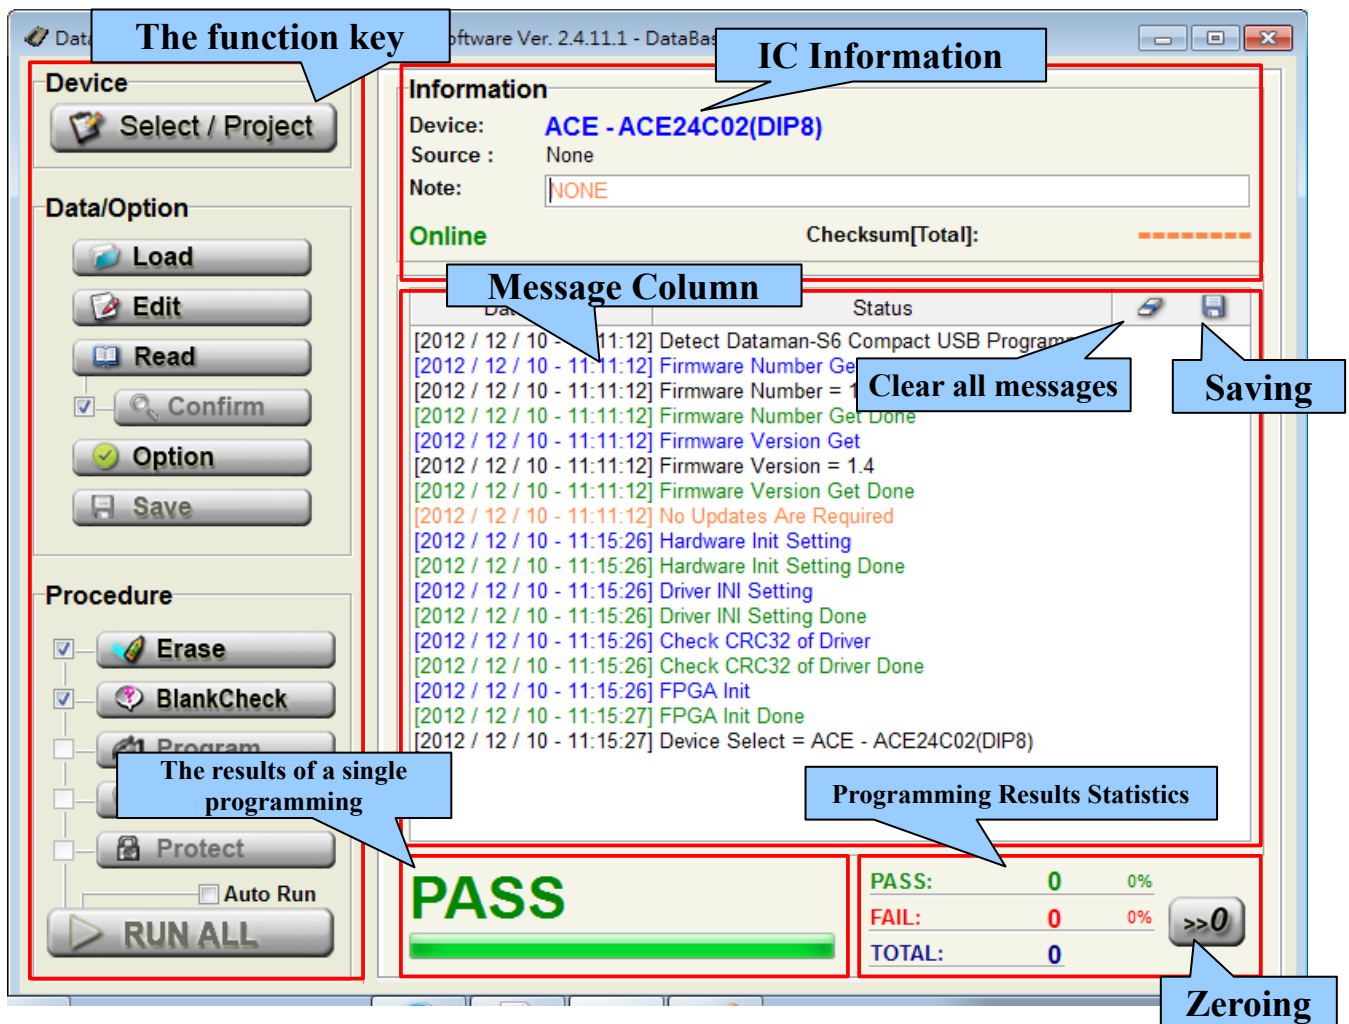 The function key
Data
oftware Ver. 2.4.11.1 - DataBas
IC Information
Device
Select / Project
Information
Device: ACE - ACE24C02(DIP8)
Source : None
Note: NONE
Online Checksum[Total]: --------
Data/Option
Load
Edit
Read
Confirm
Option
Save
Message Column
Status
Clear all messages
Saving
[2012 / 12 / 10 - 11:11:12] Detect Dataman-S6 Compact USB Programm
[2012 / 12 / 10 - 11:11:12] Firmware Number Ge
[2012 / 12 / 10 - 11:11:12] Firmware Number = 1
[2012 / 12 / 10 - 11:11:12] Firmware Number Get Done
[2012 / 12 / 10 - 11:11:12] Firmware Version Get
[2012 / 12 / 10 - 11:11:12] Firmware Version = 1.4
[2012 / 12 / 10 - 11:11:12] Firmware Version Get Done
[2012 / 12 / 10 - 11:11:12] No Updates Are Required
[2012 / 12 / 10 - 11:15:26] Hardware Init Setting
[2012 / 12 / 10 - 11:15:26] Hardware Init Setting Done
[2012 / 12 / 10 - 11:15:26] Driver INI Setting
[2012 / 12 / 10 - 11:15:26] Driver INI Setting Done
[2012 / 12 / 10 - 11:15:26] Check CRC32 of Driver
[2012 / 12 / 10 - 11:15:26] Check CRC32 of Driver Done
[2012 / 12 / 10 - 11:15:26] FPGA Init
[2012 / 12 / 10 - 11:15:27] FPGA Init Done
[2012 / 12 / 10 - 11:15:27] Device Select = ACE - ACE24C02(DIP8)
Procedure
Erase
BlankCheck
Program
The results of a single
programming
Protect
Auto Run
RUN ALL
Programming Results Statistics
PASS
PASS: 0 0%
FAIL: 0 0%
TOTAL: 0
>>0
Zeroing